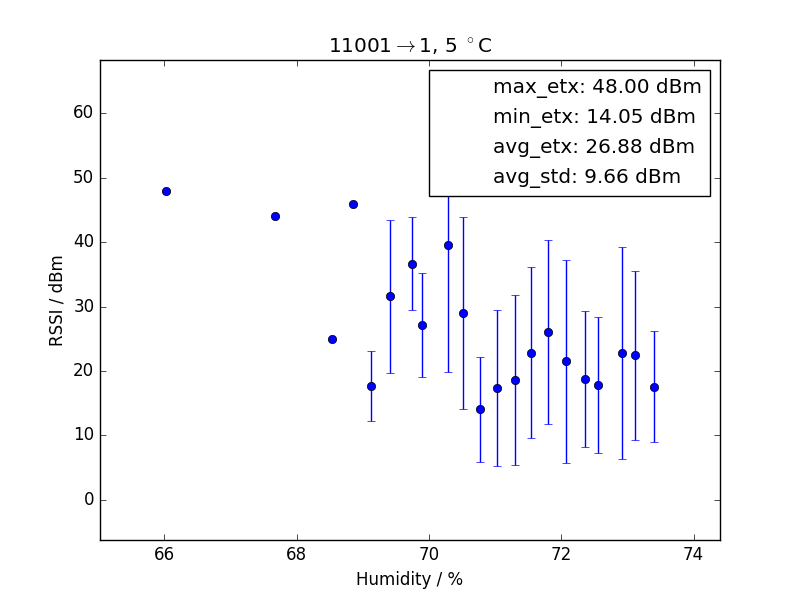 11001→1, 5 °C
max_etx: 48.00 dBm
min_etx: 14.05 dBm
avg_etx: 26.88 dBm
avg_std: 9.66 dBm
RSSI / dBm
60
50
40
30
20
10
0
66 68 70 72 74
Humidity / %